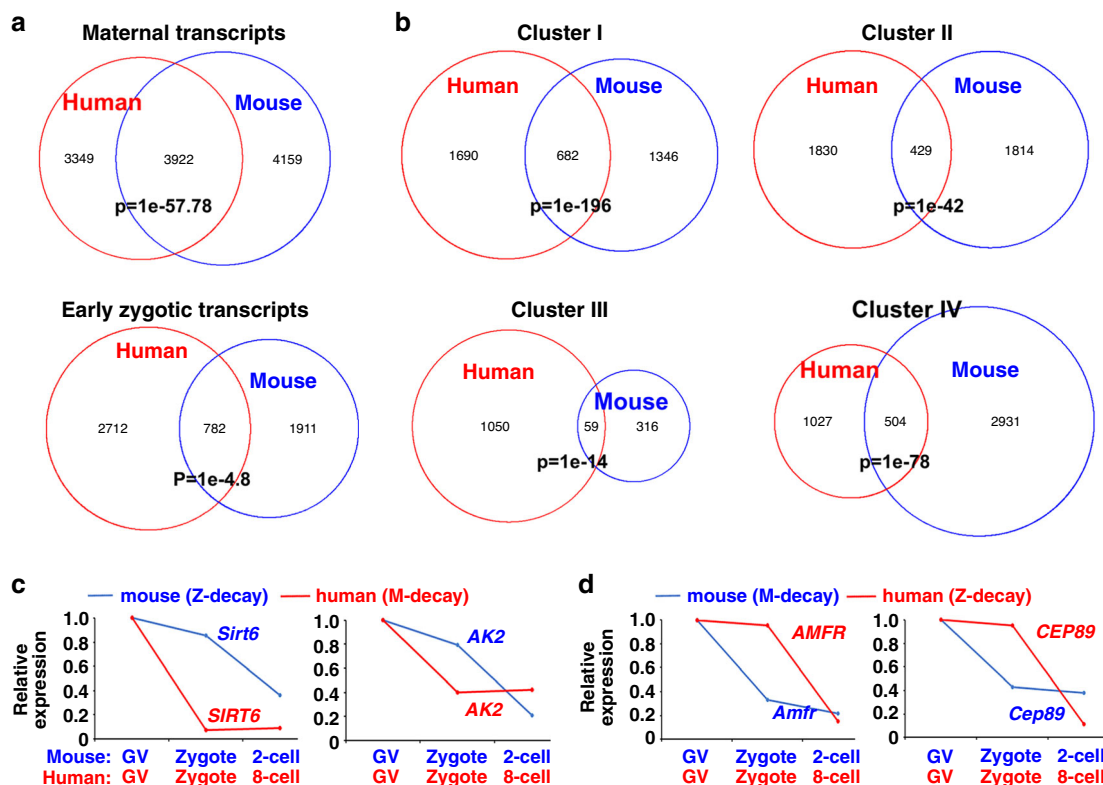 a
Maternal transcripts
Human
Mouse
3349
3922
4159
p=1e-57.78
Early zygotic transcripts
Human
Mouse
2712
782
1911
P=1e-4.8
b
Cluster I
Human
Mouse
1690
682
1346
p=1e-196
Cluster II
Human
Mouse
1830
429
1814
p=1e-42
Cluster III
Human
Mouse
1050
59
316
p=1e-14
Cluster IV
Human
Mouse
1027
504
2931
p=1e-78
c
mouse (Z-decay)
human (M-decay)
Relative
expression
1.0
0.8
0.6
0.4
0.2
0
Sirt6
SIRT6
1.0
0.8
0.6
0.4
0.2
0
AK2
AK2
Mouse: GV Zygote 2-cell GV Zygote 2-cell
Human: GV Zygote 8-cell GV Zygote 8-cell
d
mouse (M-decay)
human (Z-decay)
Relative
expression
1.0
0.8
0.6
0.4
0.2
0
AMFR
Amfr
1.0
0.8
0.6
0.4
0.2
0
CEP89
Cep89
GV Zygote 2-cell GV Zygote 2-cell
GV Zygote 8-cell GV Zygote 8-cell